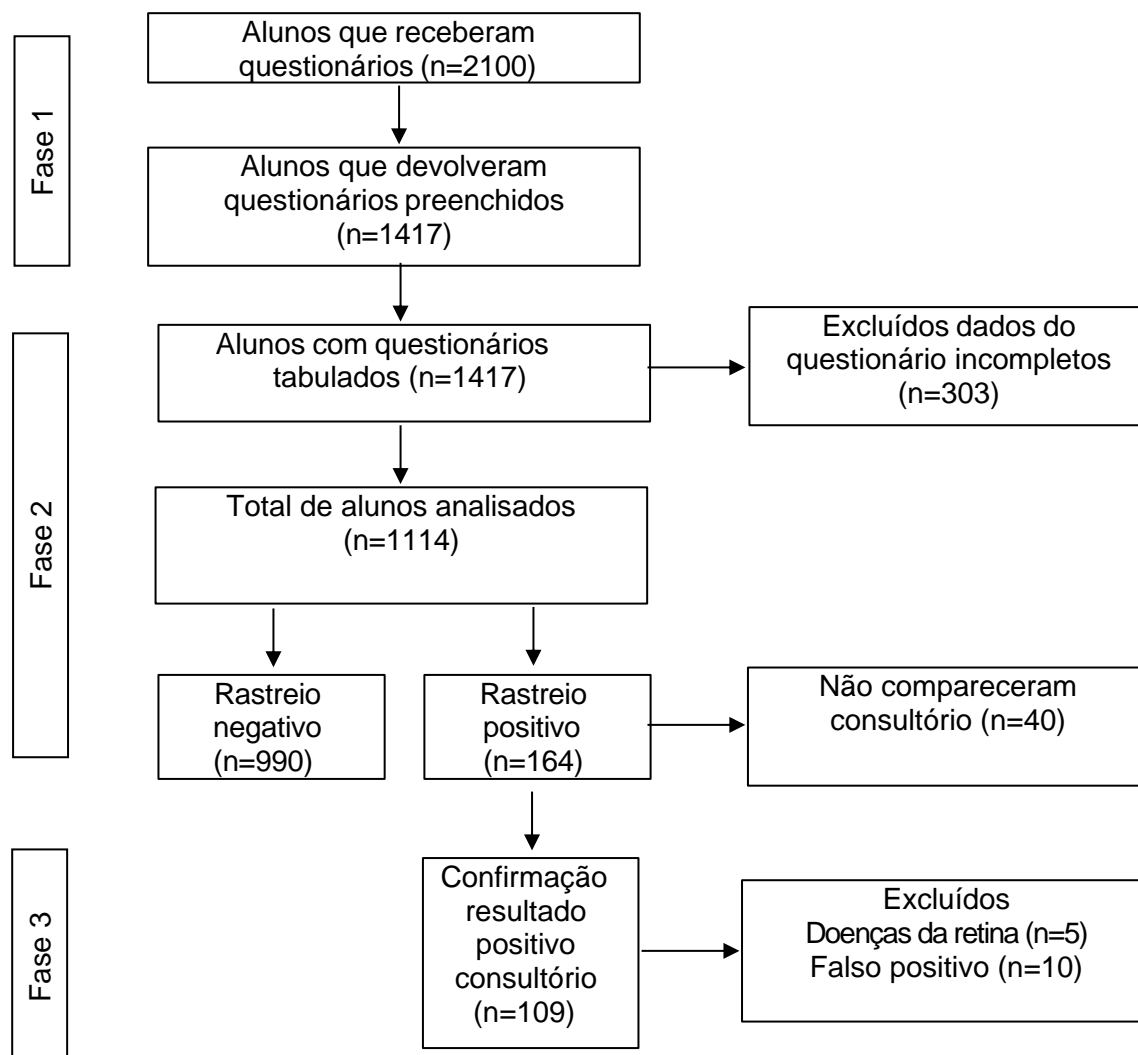 Fase 1
Alunos que receberam
questionários (n=2100)
Alunos que devolveram
questionários preenchidos
(n=1417)
Fase 2
Alunos com questionários
tabulados (n=1417)
Excluídos dados do
questionário incompletos
(n=303)
Total de alunos analisados
(n=1114)
Rastreio
negativo
(n=990)
Rastreio
positivo
(n=164)
Não compareceram
consultório (n=40)
Fase 3
Confirmação
resultado
positivo
consultório
(n=109)
Excluídos
Doenças da retina (n=5)
Falso positivo (n=10)